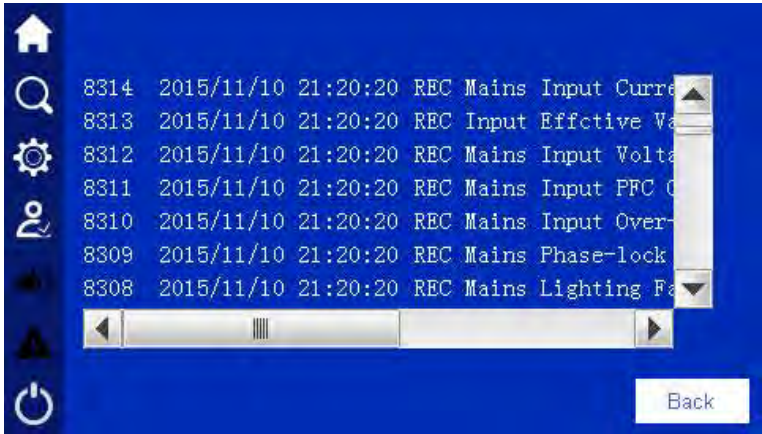 8314 2015/11/10 21:20:20 REC Mains Input Curre
8313 2015/11/10 21:20:20 REC Input Effctive Va
8312 2015/11/10 21:20:20 REC Mains Input Volta
8311 2015/11/10 21:20:20 REC Mains Input PFC
8310 2015/11/10 21:20:20 REC Mains Input Over-
8309 2015/11/10 21:20:20 REC Mains Phase-lock
8308 2015/11/10 21:20:20 REC Mains Lighting Fa
Back